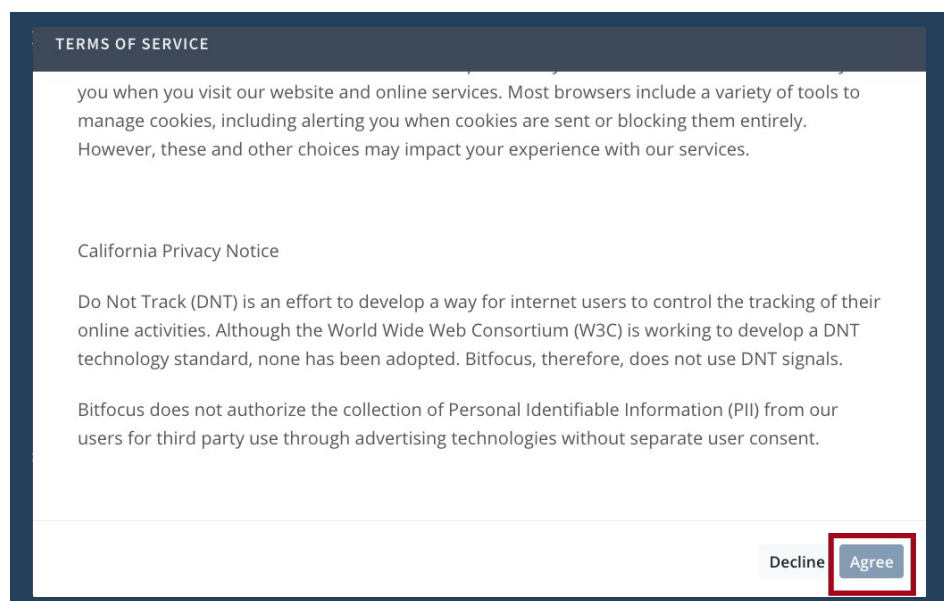 TERMS OF SERVICE
you when you visit our website and online services. Most browsers include a variety of tools to
manage cookies, including alerting you when cookies are sent or blocking them entirely.
However, these and other choices may impact your experience with our services.
California Privacy Notice
Do Not Track (DNT) is an effort to develop a way for internet users to control the tracking of their
online activities. Although the World Wide Web Consortium (W3C) is working to develop a DNT
technology standard, none has been adopted. Bitfocus, therefore, does not use DNT signals.
Bitfocus does not authorize the collection of Personal Identifiable Information (PII) from our
users for third party use through advertising technologies without separate user consent.
Decline Agree